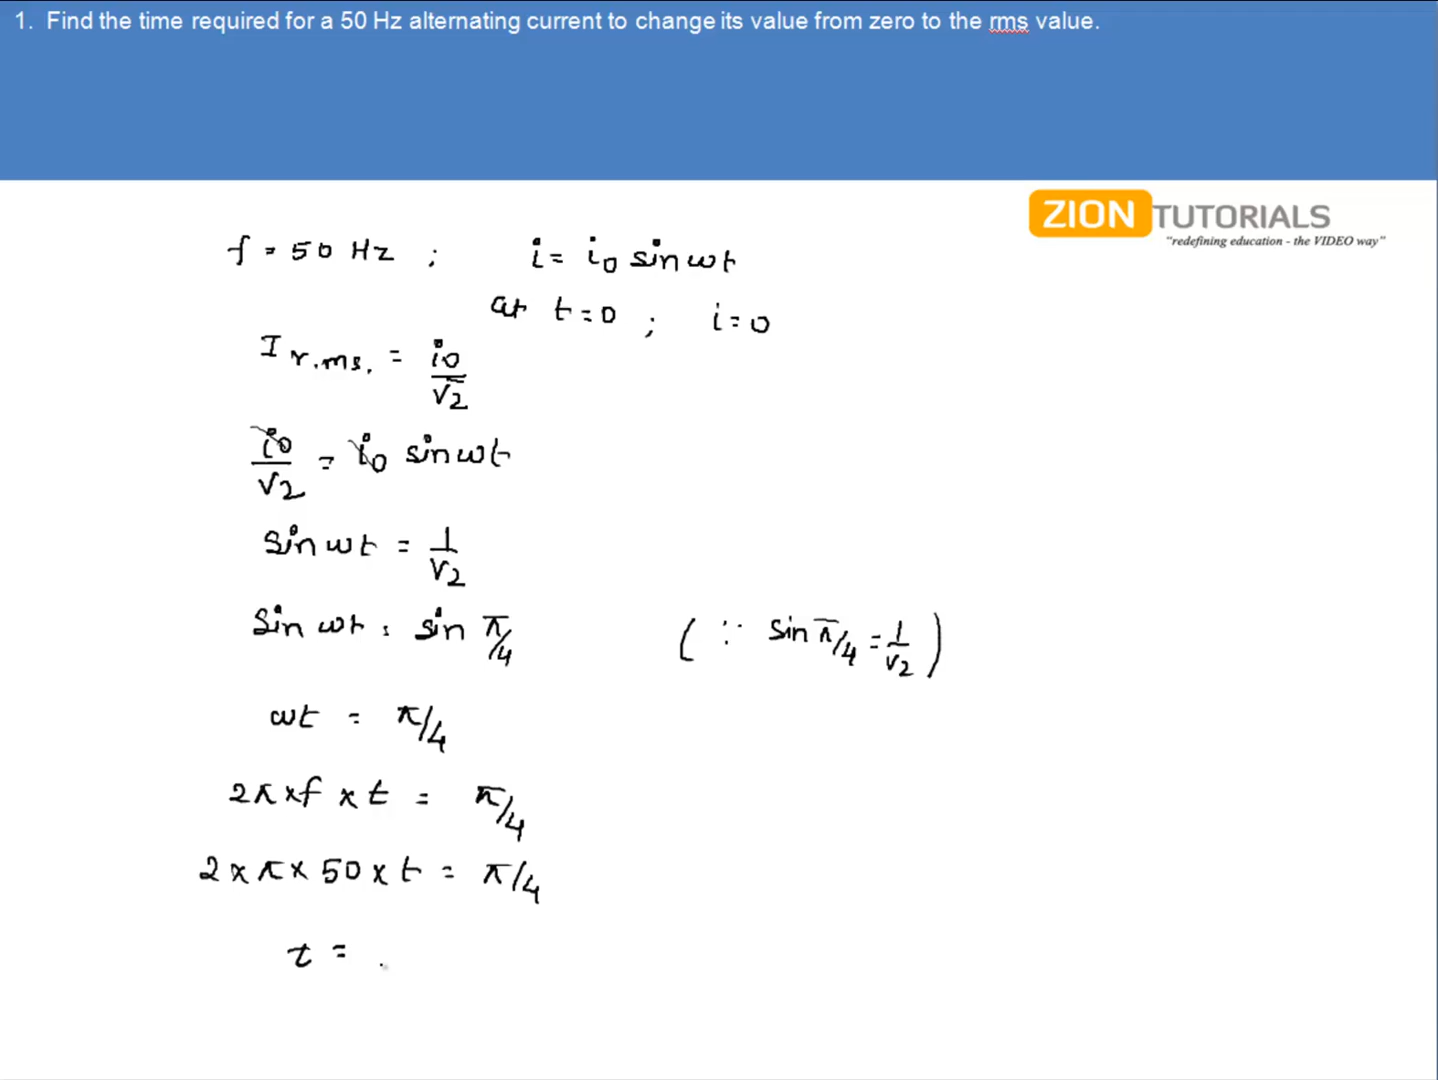 1. Find the time required for a 50 Hz alternating current to change its value from zero to the rms value.
ZION TUTORIALS
"redefining education - the VIDEO way"
f = 50 Hz ; i = i₀ sin ωt
at t = 0 ; i = 0
I r.ms. = i₀/√2
i₀/√2 = i₀ sin ωt
sin ωt = 1/√2
sin ωt = sin π/4 (∵ sin π/4 = 1/√2)
ωt = π/4
2π × f × t = π/4
2 × π × 50 × t = π/4
t =